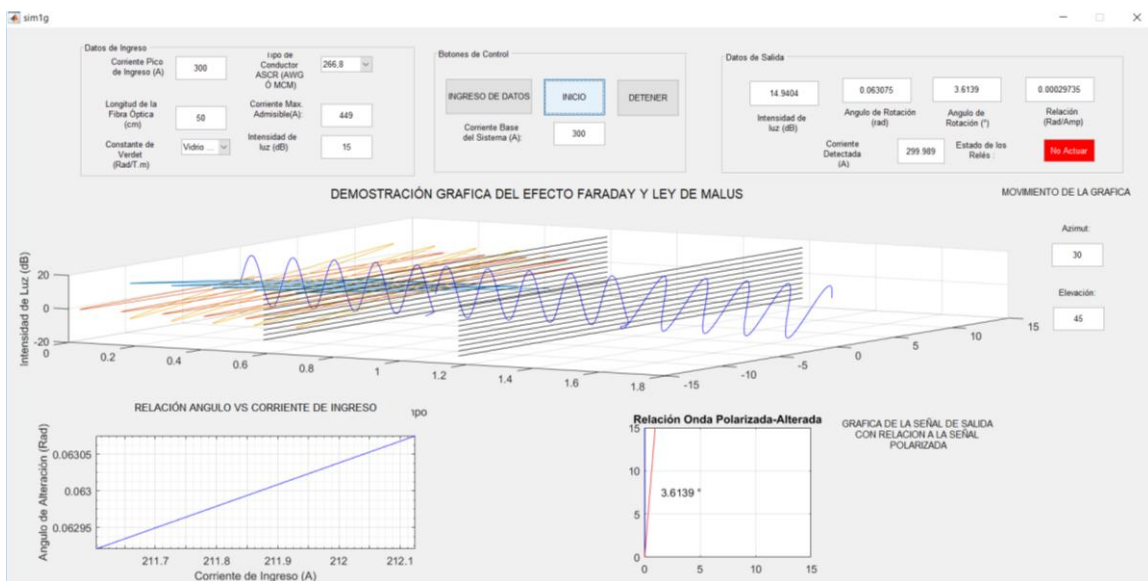 sim1g
Datos de Ingreso
Corriente Pico
de Ingreso (A)
300
Tipo de
Conductor
ASCR (AWG
Ó MCM)
266.8
Longitud de la
Fibra Óptica
(cm)
50
Corriente Max.
Admisible(A):
449
Constante de
Verdet
(Rad/T.m)
Vidrio ...
Intensidad de
luz (dB)
15
Botones de Control
INGRESO DE DATOS
INICIO
DETENER
Corriente Base
del Sistema (A):
300
Datos de Salida
14.9404
0.063075
3.6139
0.00029735
Intensidad de
luz (dB)
Angulo de Rotación
(rad)
Angulo de
Rotación (°)
Relación
(Rad/Amp)
Corriente
Detectada
(A):
299.989
Estado de los
Relés :
No Actuar
DEMOSTRACIÓN GRAFICA DEL EFECTO FARADAY Y LEY DE MALUS
MOVIMIENTO DE LA GRAFICA
Azimut:
30
Elevación:
45
Intensidad de Luz (dB)
20
0
-20
0
0.2
0.4
0.6
0.8
1
1.2
1.4
1.6
1.8
-15
-10
-5
0
5
10
15
RELACIÓN ANGULO VS CORRIENTE DE INGRESO
Angulo de Alteración (Rad)
0.06305
0.063
0.06295
211.7
211.8
211.9
212
212.1
Corriente de Ingreso (A)
Relación Onda Polarizada-Alterada
15
10
5
0
3.6139 °
0
5
10
15
GRAFICA DE LA SEÑAL DE SALIDA
CON RELACION A LA SEÑAL
POLARIZADA